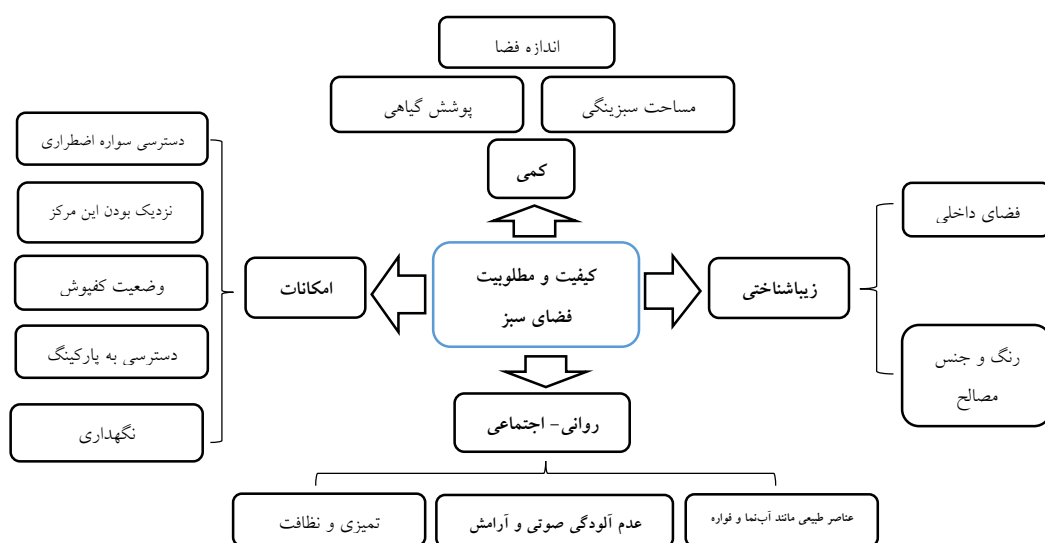 اندازه فضا
مساحت سبزینگی
پوشش گیاهی
کمی
کیفیت و مطلوبیت
فضای سبز
زیباشناختی
فضای داخلی
رنگ و جنس
مصالح
امکانات
دسترسی سواره اضطراری
نزدیک بودن این مرکز
وضعیت کفپوش
دسترسی به پارکینگ
نگهداری
روانی- اجتماعی
عناصر طبیعی مانند آب‌نما و فواره
عدم آلودگی صوتی و آرامش
تمیزی و نظافت